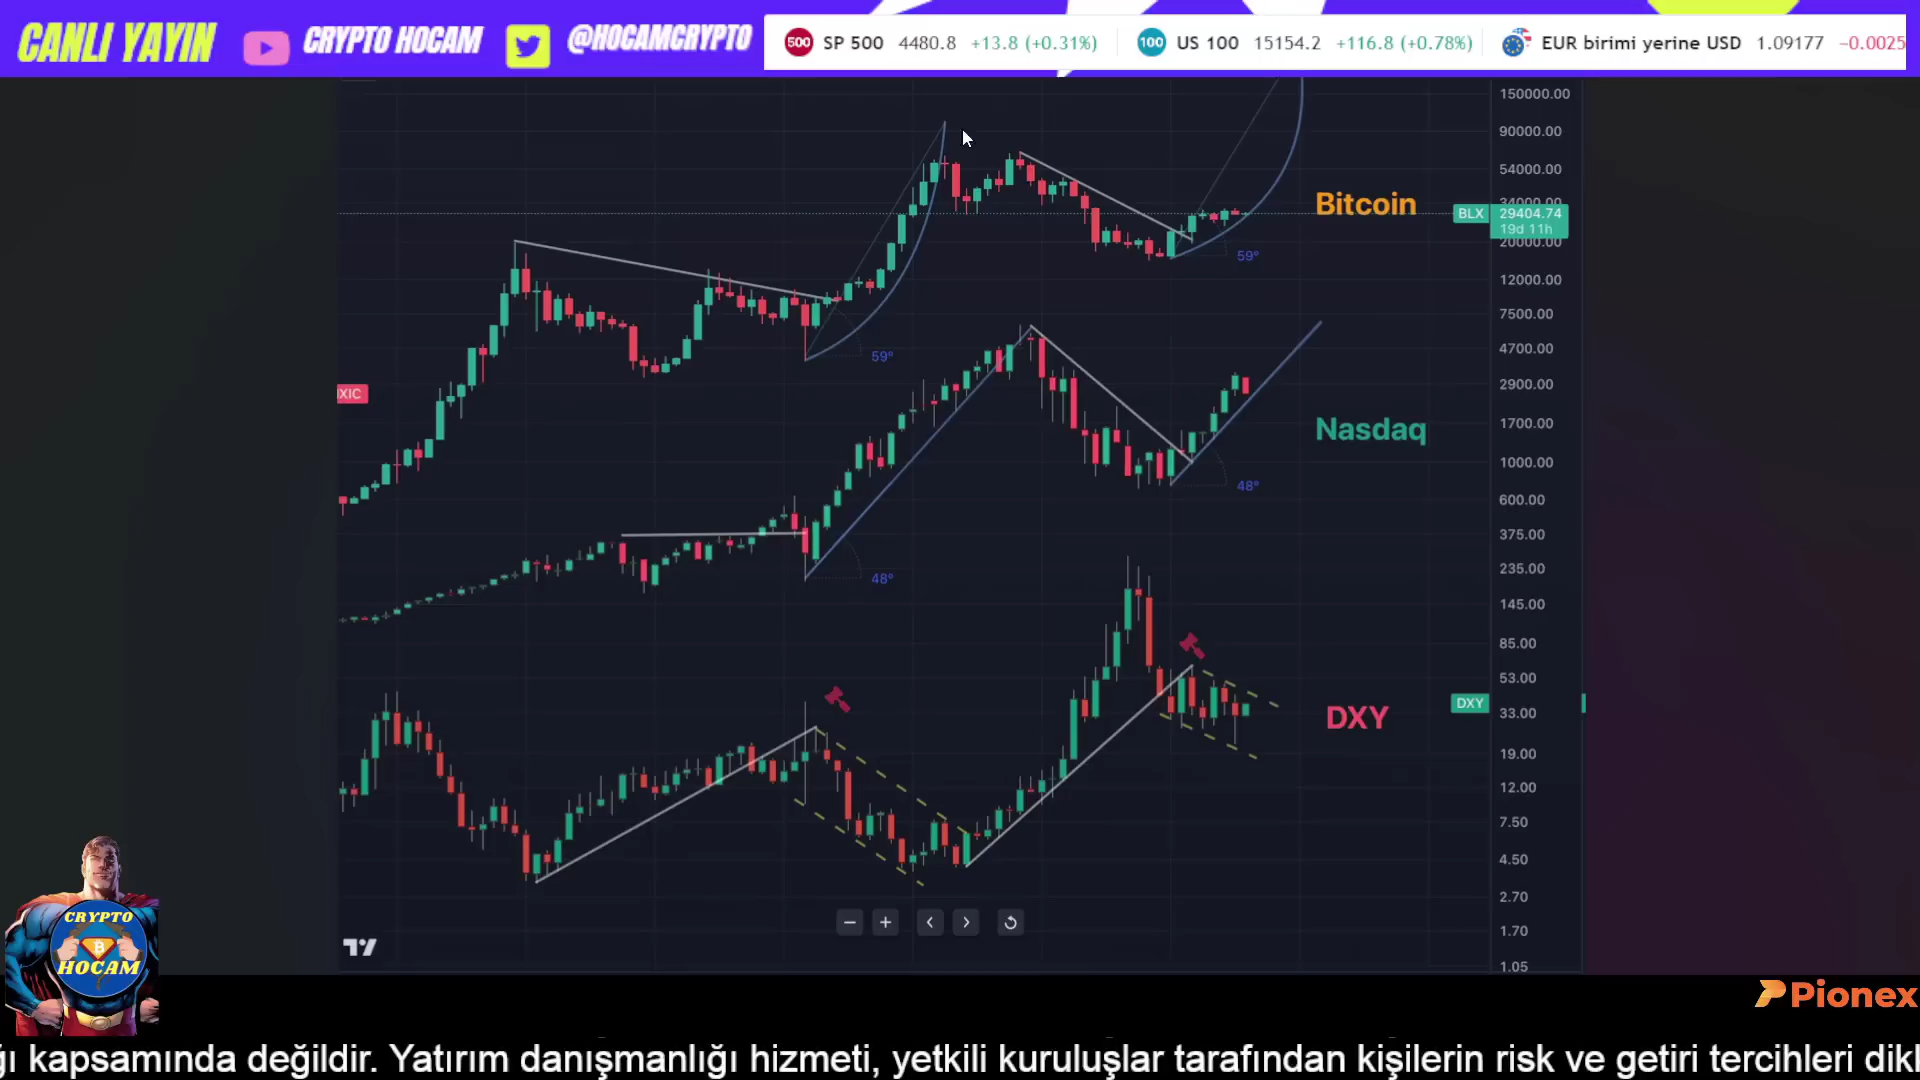 CANLI YAYIN
CRYPTO HOCAM
@HOCAMCRYPTO
500 SP 500 4480.8 +13.8 (+0.31%)
100 US 100 15154.2 +116.8 (+0.78%)
EUR birimi yerine USD 1.09177 −0.0025
150000.00
90000.00
54000.00
34000.00
Bitcoin
BLX 29404.74
19d 11h
20000.00
59°
12000.00
7500.00
4700.00
59°
2900.00
IXIC
1700.00
Nasdaq
1000.00
48°
600.00
375.00
235.00
48°
145.00
85.00
53.00
DXY
DXY
33.00
19.00
12.00
7.50
4.50
2.70
1.70
1.05
CRYPTO
HOCAM
Pionex
kapsamında değildir. Yatırım danışmanlığı hizmeti, yetkili kuruluşlar tarafından kişilerin risk ve getiri tercihleri dik